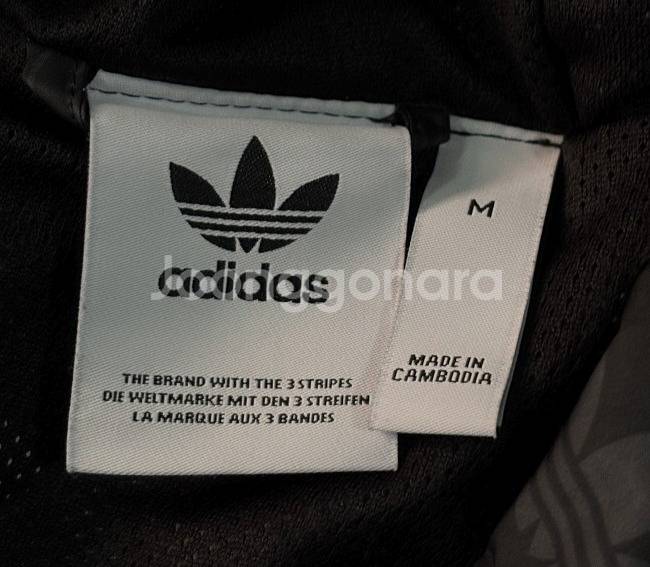 adidas
Joonggonara
THE BRAND WITH THE 3 STRIPES
DIE WELTMARKE MIT DEN 3 STREIFEN
LA MARQUE AUX 3 BANDES
M
MADE IN
CAMBODIA